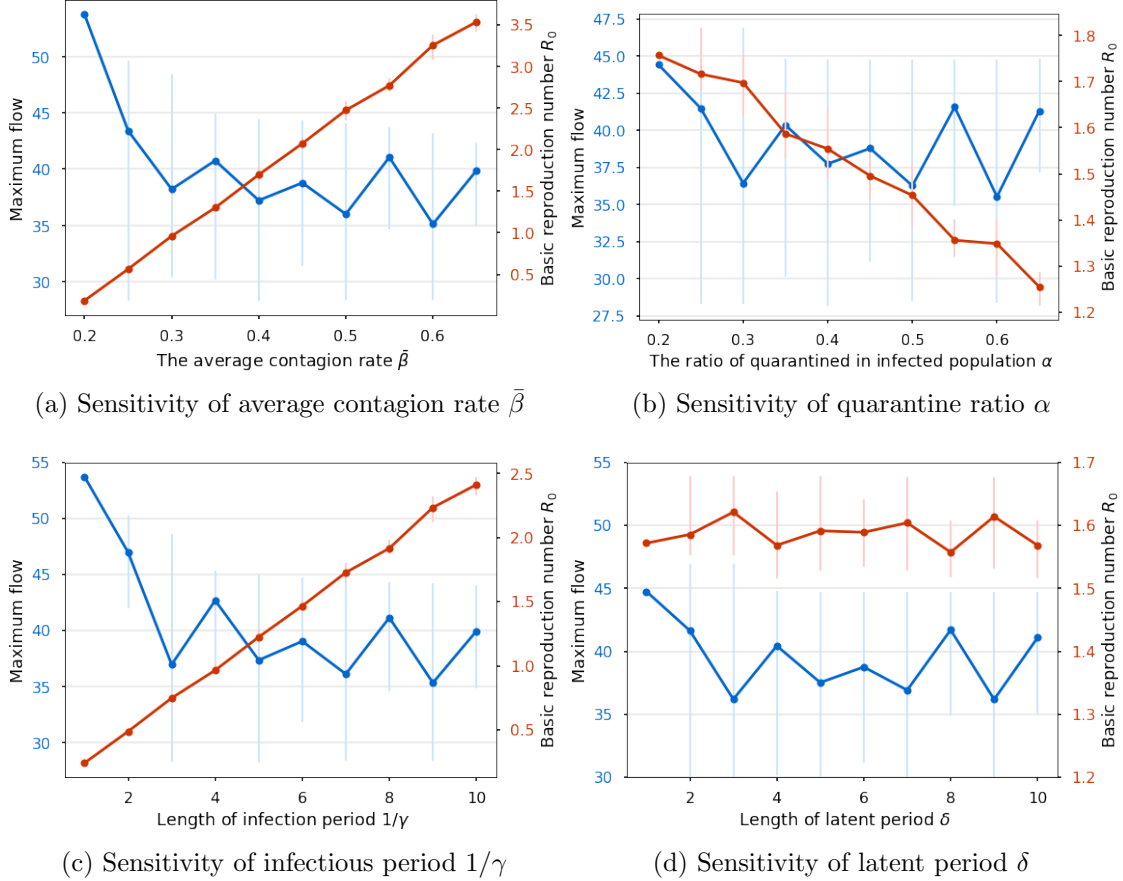 50
45
40
35
30
Maximum flow
3.5
3.0
2.5
2.0
1.5
1.0
0.5
Basic reproduction number R₀
0.2 0.3 0.4 0.5 0.6
The average contagion rate β̄
(a) Sensitivity of average contagion rate β̄
47.5
45.0
42.5
40.0
37.5
35.0
32.5
30.0
27.5
Maximum flow
1.8
1.7
1.6
1.5
1.4
1.3
1.2
Basic reproduction number R₀
0.2 0.3 0.4 0.5 0.6
The ratio of quarantined in infected population α
(b) Sensitivity of quarantine ratio α
55
50
45
40
35
30
Maximum flow
2.5
2.0
1.5
1.0
0.5
Basic reproduction number R₀
2 4 6 8 10
Length of infection period 1/γ
(c) Sensitivity of infectious period 1/γ
55
50
45
40
35
30
Maximum flow
1.7
1.6
1.5
1.4
1.3
1.2
Basic reproduction number R₀
2 4 6 8 10
Length of latent period δ
(d) Sensitivity of latent period δ